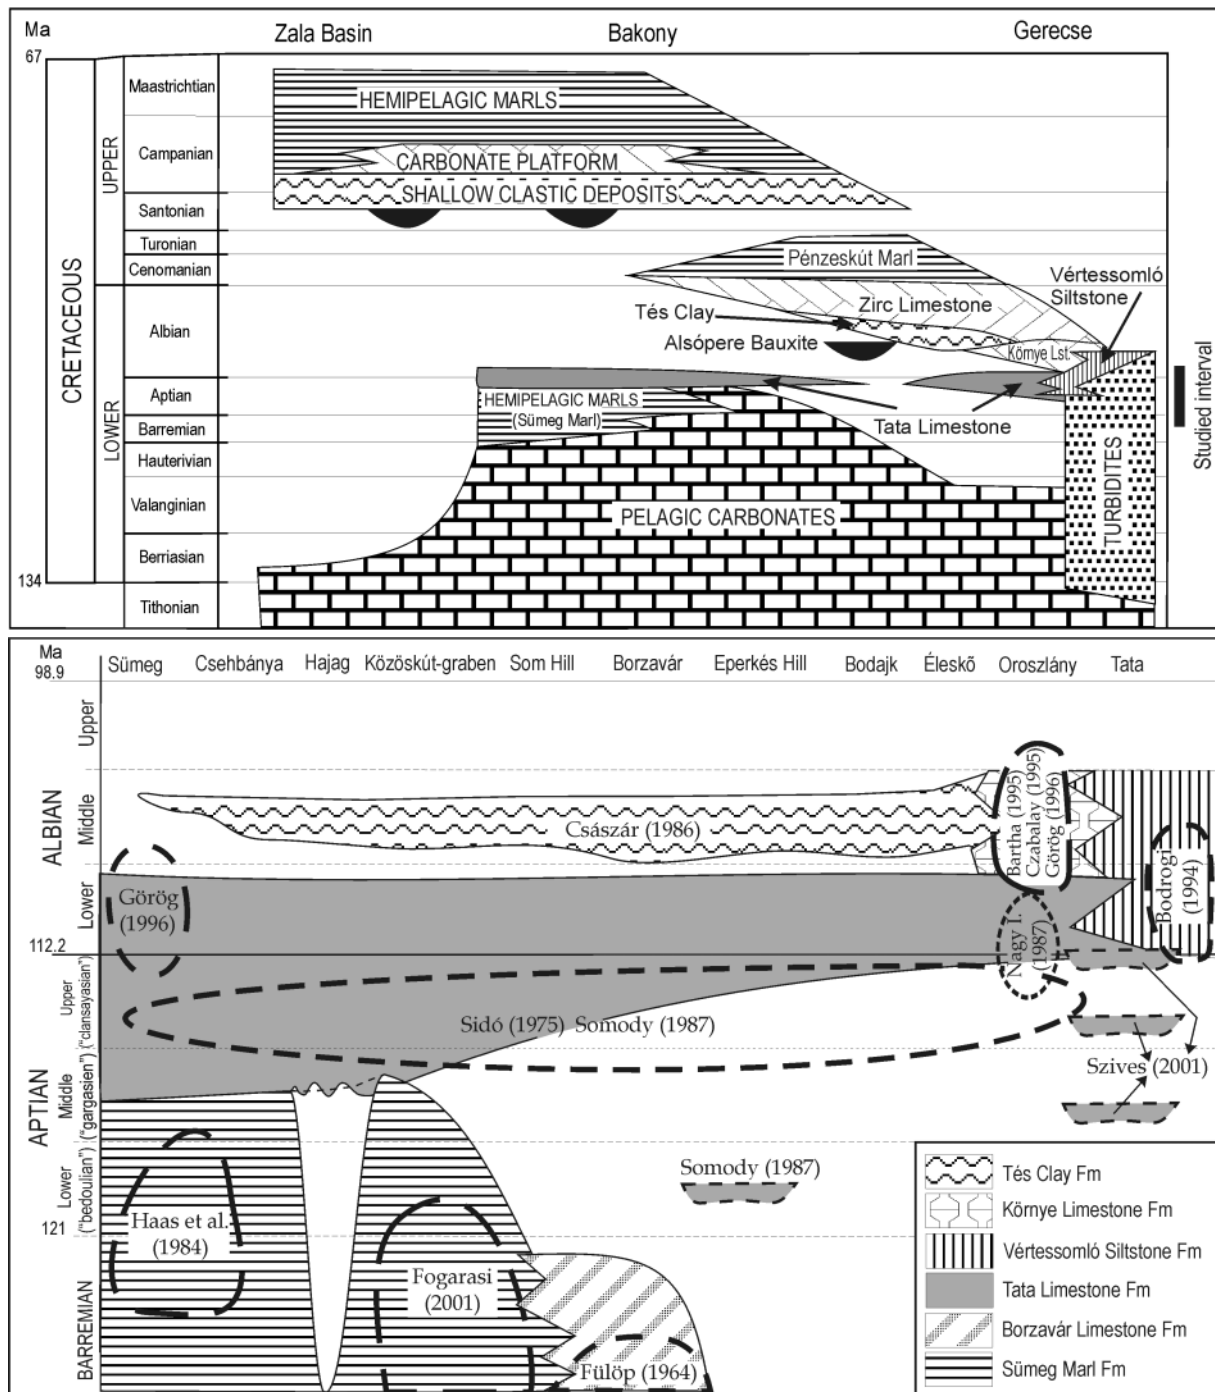 Ma
Zala Basin
Bakony
Gerecse
67
Maastrichtian
HEMIPELAGIC MARLS
UPPER
Campanian
CARBONATE PLATFORM
SHALLOW CLASTIC DEPOSITS
Santonian
Turonian
Cenomanian
Pénzeskút Marl
Vértessomló
Siltstone
CRETACEOUS
Albian
Zirc Limestone
Tés Clay
Alsópere Bauxite
Környe Lst.
Aptian
HEMIPELAGIC MARLS
(Sümeg Marl)
Tata Limestone
Studied interval
LOWER
Barremian
Hauterivian
Valanginian
PELAGIC CARBONATES
TURBIDITES
Berriasian
134
Tithonian
Ma
98.9
Sümeg
Csehbánya
Hajag
Közöskút-graben
Som Hill
Borzavár
Eperkés Hill
Bodajk
Éleskő
Oroszlány
Tata
Upper
ALBIAN
Middle
Császár (1986)
Bartha (1995)
Czabalay (1995)
Görög (1996)
Lower
Görög
(1996)
Bodrogi
(1994)
112.2
Nagy I.
(1987)
Upper
("clansayasian")
Sidó (1975) Somody (1987)
Szives (2001)
APTIAN
Middle
("gargasien")
Lower
("bedoulian")
Somody (1987)
121
Haas et al.
(1984)
Fogarasi
(2001)
BARREMIAN
Fülöp (1964)
Tés Clay Fm
Környe Limestone Fm
Vértessomló Siltstone Fm
Tata Limestone Fm
Borzavár Limestone Fm
Sümeg Marl Fm